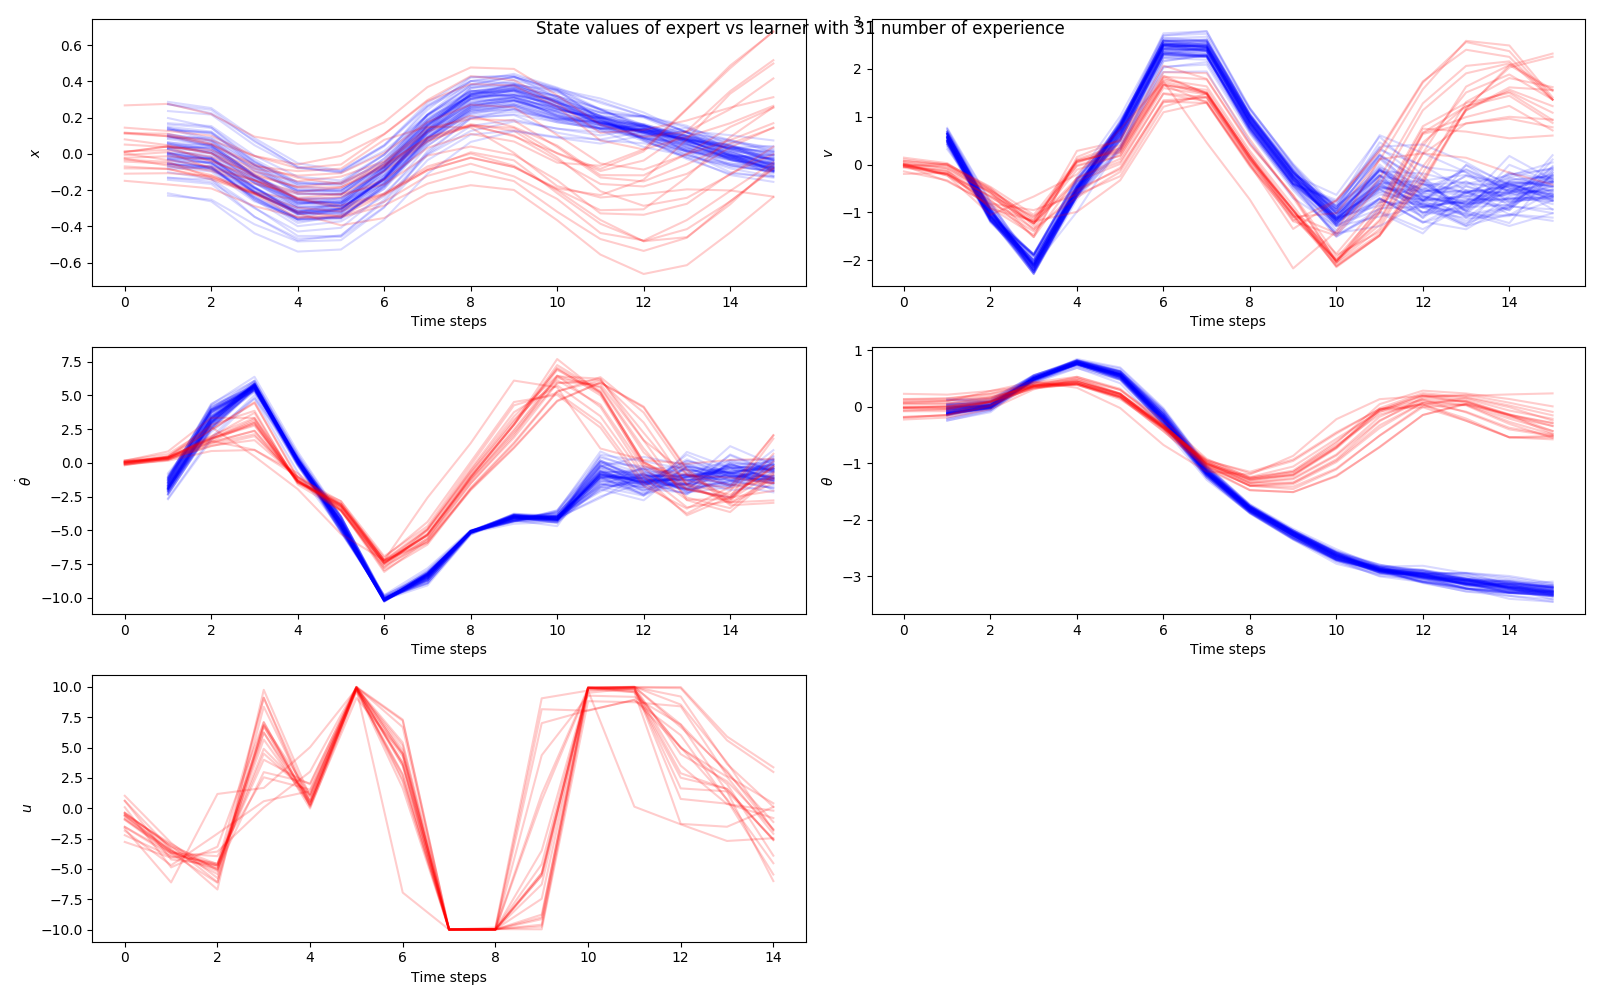 State values of expert vs learner with 31 number of experience
0.6
0.4
0.2
0.0
−0.2
−0.4
−0.6
x
0 2 4 6 8 10 12 14
Time steps
3
2
1
0
−1
−2
v
0 2 4 6 8 10 12 14
Time steps
7.5
5.0
2.5
0.0
−2.5
−5.0
−7.5
−10.0
θ̇
0 2 4 6 8 10 12 14
Time steps
1
0
−1
−2
−3
θ
0 2 4 6 8 10 12 14
Time steps
10.0
7.5
5.0
2.5
0.0
−2.5
−5.0
−7.5
−10.0
u
0 2 4 6 8 10 12 14
Time steps